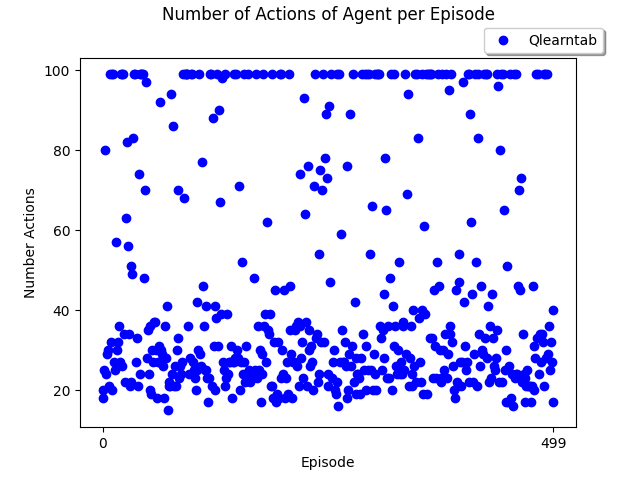 Number of Actions of Agent per Episode
Qlearntab
100
80
60
40
20
Number Actions
0
499
Episode